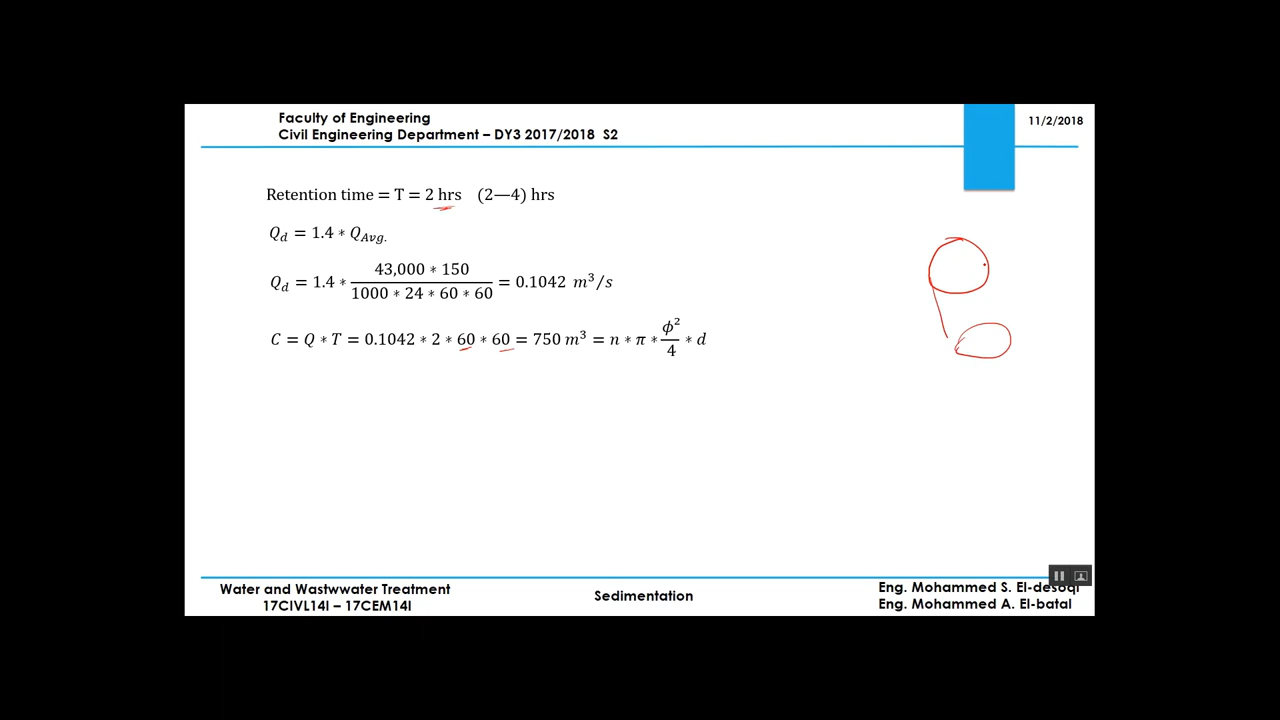 Faculty of Engineering
Civil Engineering Department – DY3 2017/2018 S2
11/2/2018
Retention time = T = 2 hrs (2—4) hrs
Q_d = 1.4 * Q_Avg.
Q_d = 1.4 * (43,000 * 150) / (1000 * 24 * 60 * 60) = 0.1042 m³/s
C = Q * T = 0.1042 * 2 * 60 * 60 = 750 m³ = n * π * ϕ²/4 * d
Water and Wastwwater Treatment
17CIVL14I – 17CEM14I
Sedimentation
Eng. Mohammed S. El-desoqi
Eng. Mohammed A. El-batal